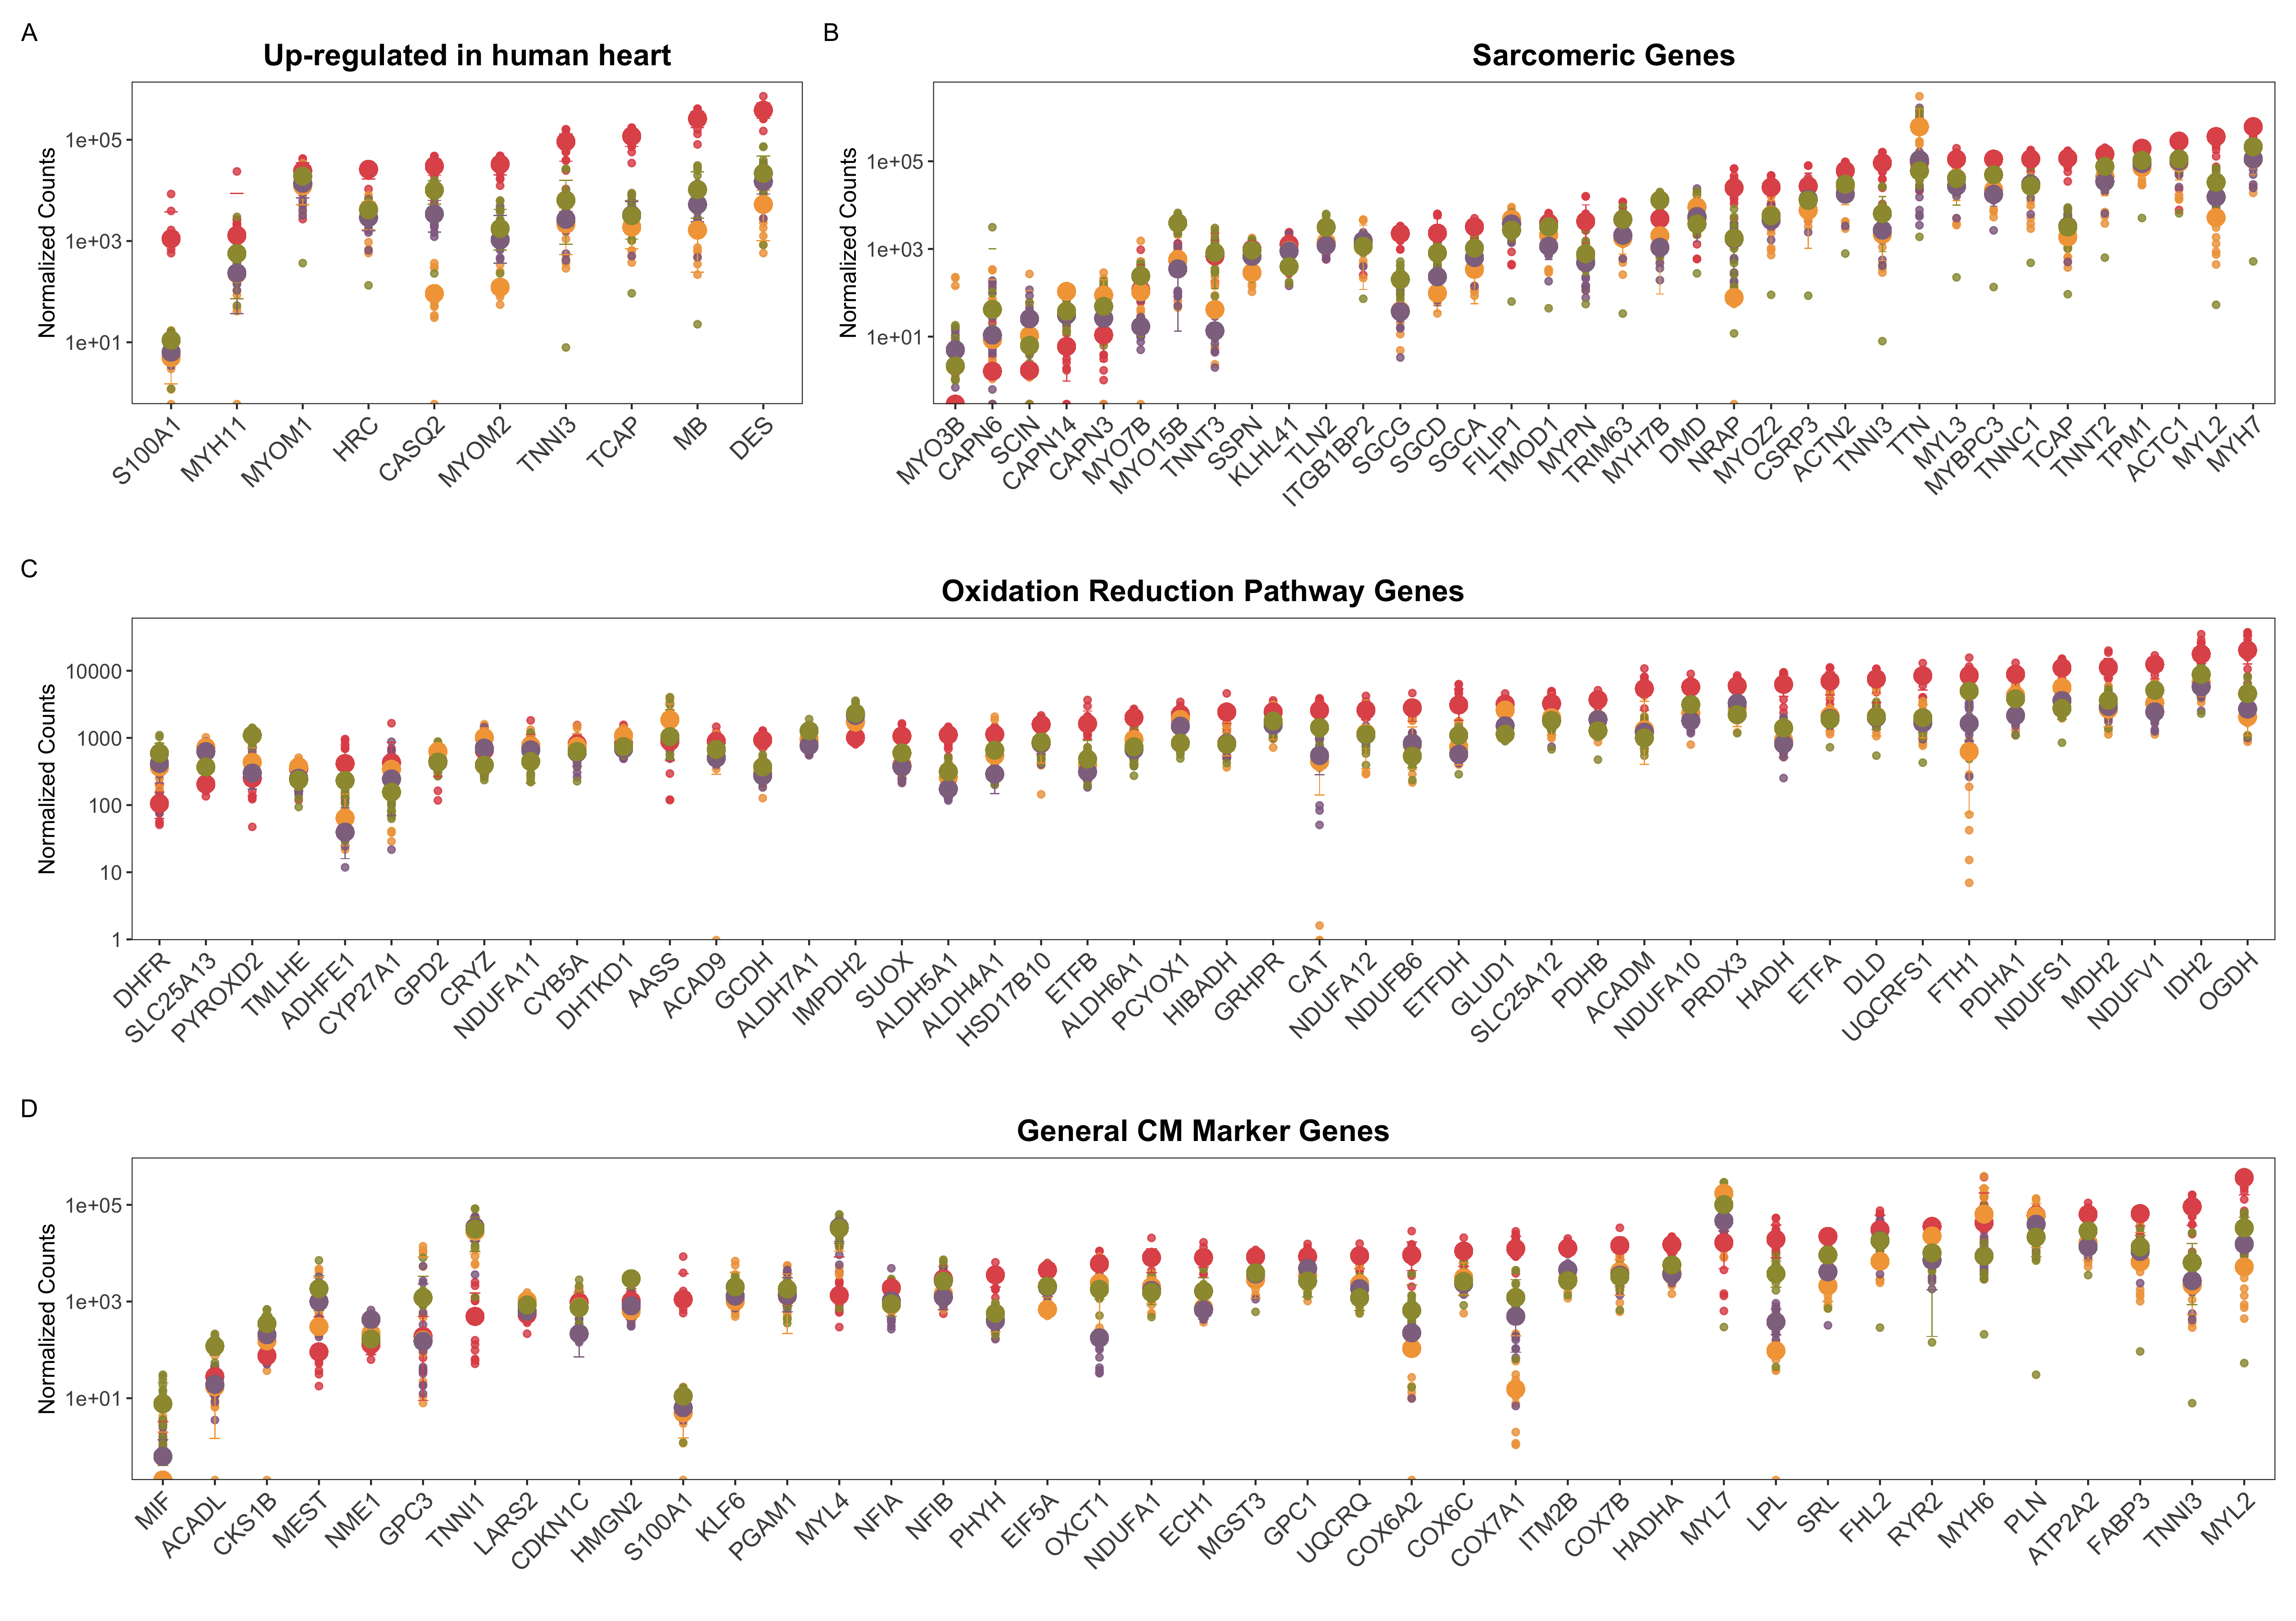 A
Up-regulated in human heart
Normalized Counts
1e+05
1e+03
1e+01
S100A1 MYH11 MYOM1 HRC CASQ2 MYOM2 TNNI3 TCAP MB DES
B
Sarcomeric Genes
Normalized Counts
1e+05
1e+03
1e+01
MYO3B CAPN6 SCIN CAPN14 CAPN3 MYO7B MYO15B TNNT3 SSPN KLHL41 TLN2 ITGB1BP2 SGCG SGCD SGCA FILIP1 TMOD1 MYPN TRIM63 MYH7B DMD NRAP MYOZ2 CSRP3 ACTN2 TNNI3 TTN MYL3 MYBPC3 TNNC1 TCAP TNNT2 TPM1 ACTC1 MYL2 MYH7
C
Oxidation Reduction Pathway Genes
Normalized Counts
10000
1000
100
10
1
DHFR SLC25A13 PYROXD2 TMLHE ADHFE1 CYP27A1 GPD2 CRYZ NDUFA11 CYB5A DHTKD1 AASS ACAD9 GCDH ALDH7A1 IMPDH2 SUOX ALDH5A1 ALDH4A1 HSD17B10 ETFB ALDH6A1 PCYOX1 HIBADH GRHPR CAT NDUFA12 NDUFB6 ETFDH GLUD1 SLC25A12 PDHB ACADM NDUFA10 PRDX3 HADH ETFA DLD UQCRFS1 FTH1 PDHA1 NDUFS1 MDH2 NDUFV1 IDH2 OGDH
D
General CM Marker Genes
Normalized Counts
1e+05
1e+03
1e+01
MIF ACADL CKS1B MEST NME1 GPC3 TNNI1 LARS2 CDKN1C HMGN2 S100A1 KLF6 PGAM1 MYL4 NFIA NFIB PHYH EIF5A OXCT1 NDUFA1 ECH1 MGST3 GPC1 UQCRQ COX6A2 COX6C COX7A1 ITM2B COX7B HADHA MYL7 LPL SRL FHL2 RYR2 MYH6 PLN ATP2A2 FABP3 TNNI3 MYL2